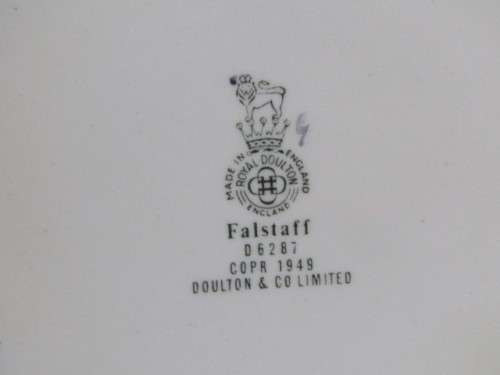 MADE IN ENGLAND
ROYAL DOULTON
ENGLAND
Falstaff
D6287
COPR 1949
DOULTON & CO LIMITED